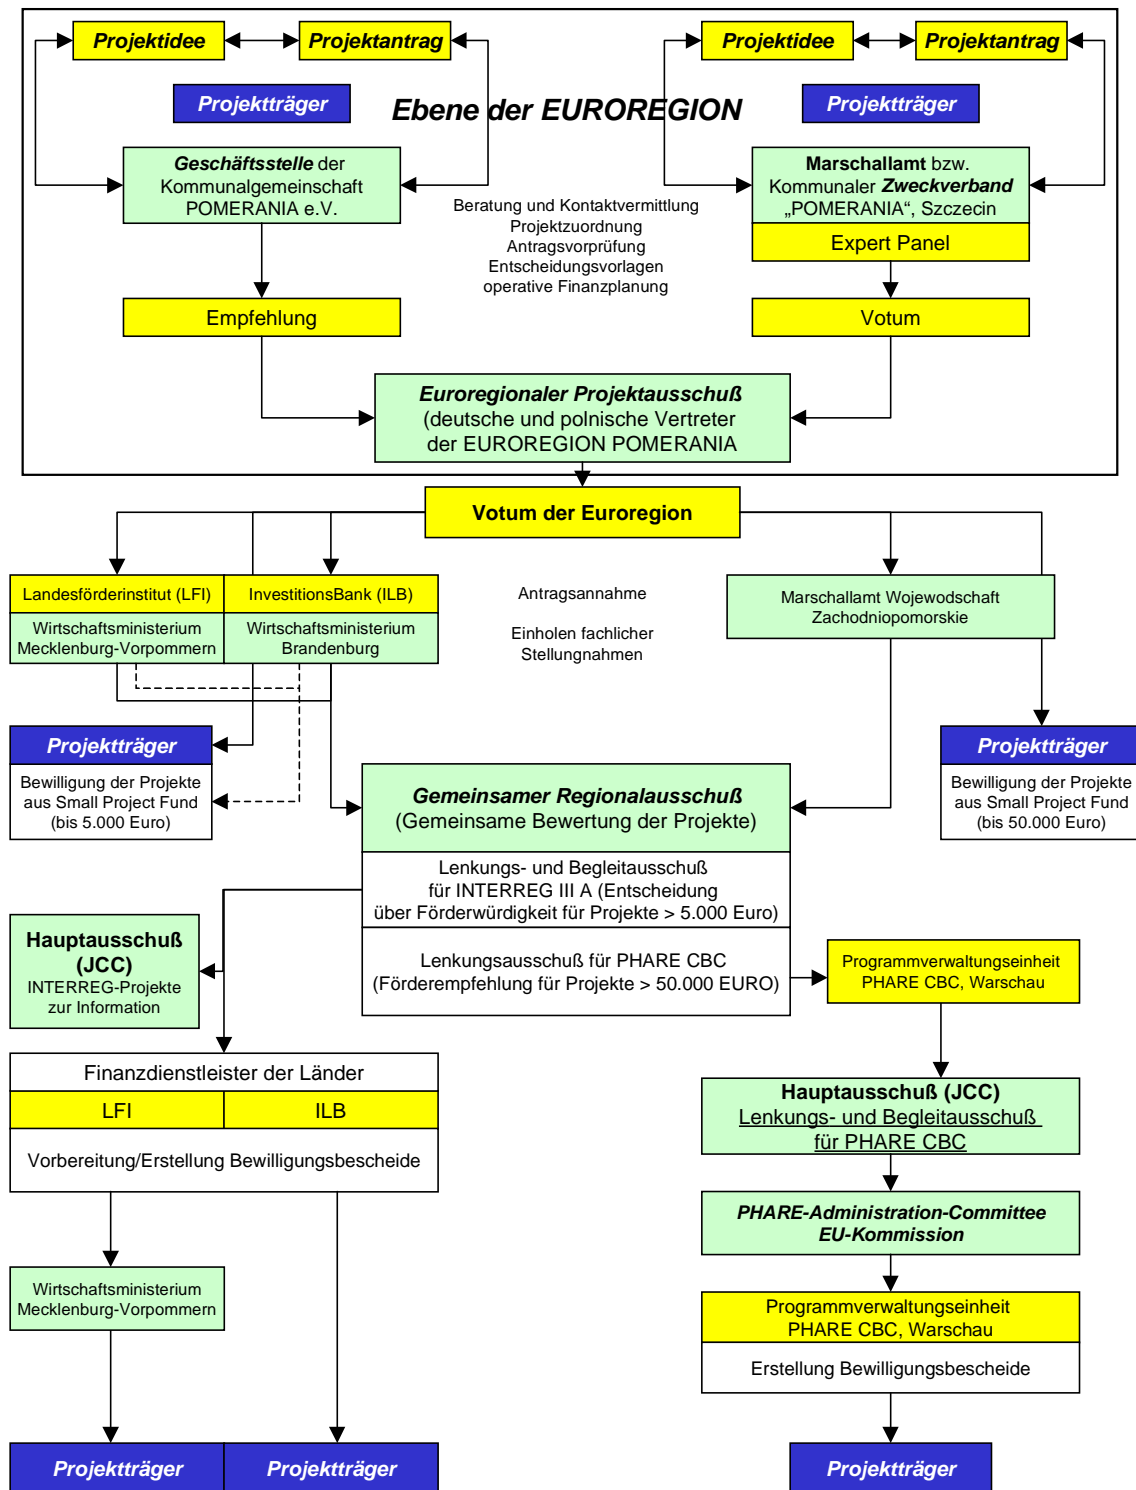 Projektidee
Projektantrag
Projektidee
Projektantrag
Projektträger
Ebene der EUROREGION
Projektträger
Geschäftsstelle der
Kommunalgemeinschaft
POMERANIA e.V.
Beratung und Kontaktvermittlung
Projektzuordnung
Antragsvorprüfung
Entscheidungsvorlagen
operative Finanzplanung
Marschallamt bzw.
Kommunaler Zweckverband
„POMERANIA“, Szczecin
Expert Panel
Empfehlung
Votum
Euroregionaler Projektausschuß
(deutsche und polnische Vertreter
der EUROREGION POMERANIA
Votum der Euroregion
Landesförderinstitut (LFI)
InvestitionsBank (ILB)
Wirtschaftsministerium
Mecklenburg-Vorpommern
Wirtschaftsministerium
Brandenburg
Antragsannahme
Einholen fachlicher
Stellungnahmen
Marschallamt Wojewodschaft
Zachodniopomorskie
Projektträger
Bewilligung der Projekte
aus Small Project Fund
(bis 5.000 Euro)
Projektträger
Bewilligung der Projekte
aus Small Project Fund
(bis 50.000 Euro)
Gemeinsamer Regionalausschuß
(Gemeinsame Bewertung der Projekte)
Lenkungs- und Begleitausschuß
für INTERREG III A (Entscheidung
über Förderwürdigkeit für Projekte > 5.000 Euro)
Lenkungsausschuß für PHARE CBC
(Förderempfehlung für Projekte > 50.000 EURO)
Hauptausschuß
(JCC)
INTERREG-Projekte
zur Information
Programmverwaltungseinheit
PHARE CBC, Warschau
Finanzdienstleister der Länder
LFI
ILB
Vorbereitung/Erstellung Bewilligungsbescheide
Hauptausschuß (JCC)
Lenkungs- und Begleitausschuß
für PHARE CBC
PHARE-Administration-Committee
EU-Kommission
Wirtschaftsministerium
Mecklenburg-Vorpommern
Programmverwaltungseinheit
PHARE CBC, Warschau
Erstellung Bewilligungsbescheide
Projektträger
Projektträger
Projektträger